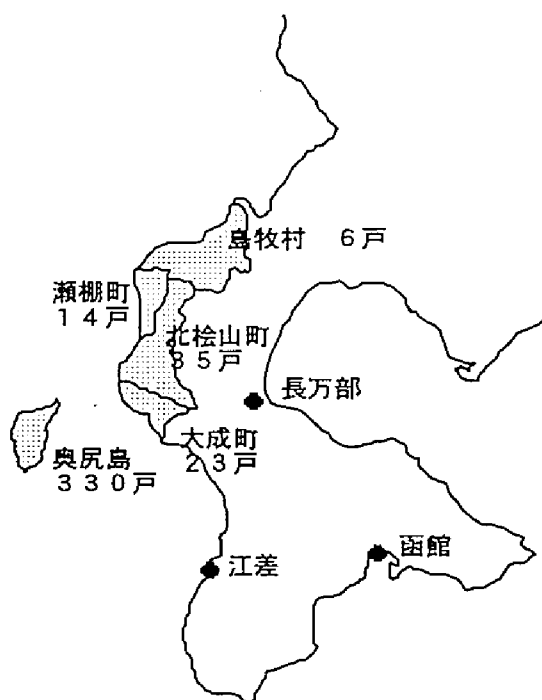 島牧村　６戸
瀬棚町
１４戸
北桧山町
３５戸
長万部
大成町
２３戸
奥尻島
３３０戸
函館
江差